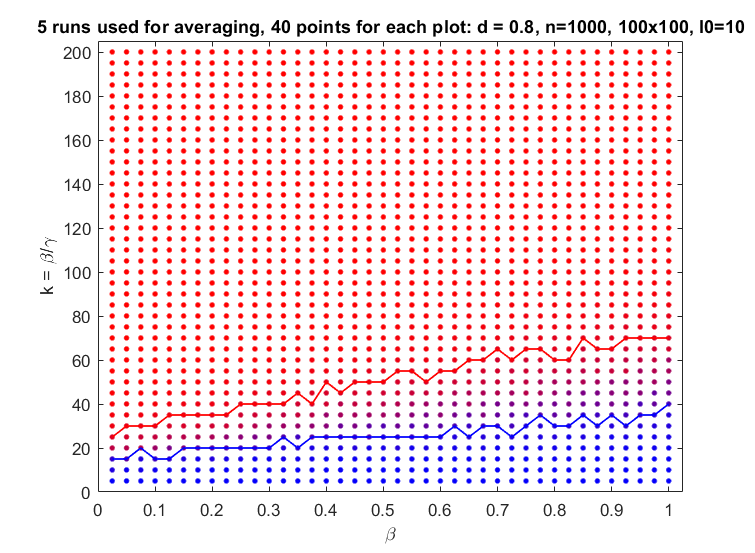 5 runs used for averaging, 40 points for each plot: d = 0.8, n=1000, 100x100, I0=10
200
180
160
140
120
100
80
60
40
20
0
k = β/γ
0 0.1 0.2 0.3 0.4 0.5 0.6 0.7 0.8 0.9 1
β